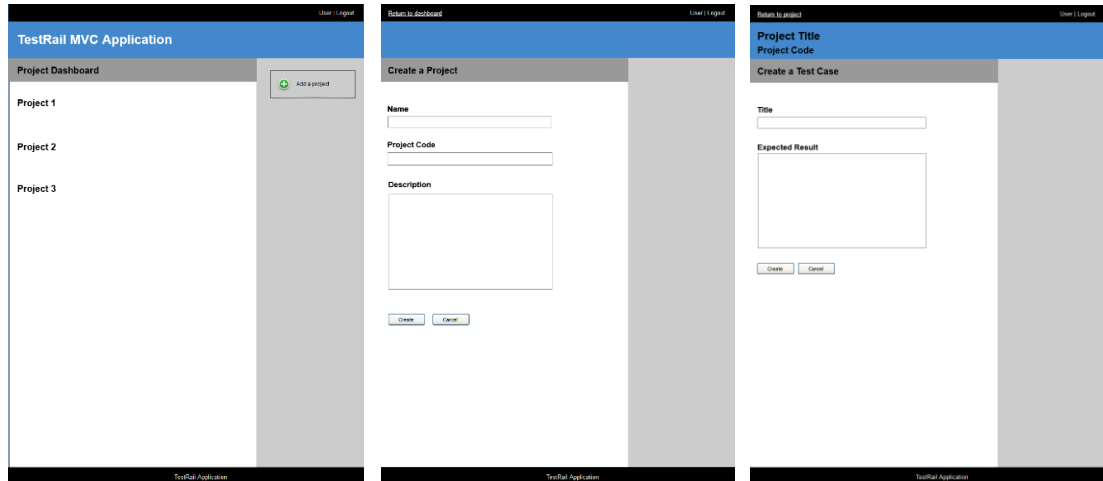 User | Logout
TestRail MVC Application
Project Dashboard
Add a project
Project 1
Project 2
Project 3
TestRail Application
Return to dashboard
User | Logout
Create a Project
Name
Project Code
Description
Create
Cancel
TestRail Application
Return to project
User | Logout
Project Title
Project Code
Create a Test Case
Title
Expected Result
Create
Cancel
TestRail Application